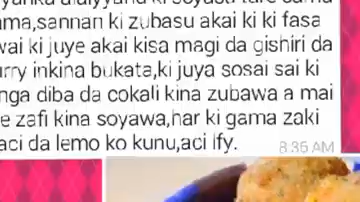 soyasu tare
ama,sannan ki zubasu akai ki ki fasa
wai ki juye akai kisa magi da gishiri da
urry inkina bukata,ki juya sosai sai ki
nga diba da cokali kina zubawa a mai
e zafi kina soyawa,har ki gama zaki
aci da lemo ko kunu,aci lfy.
8:35 AM